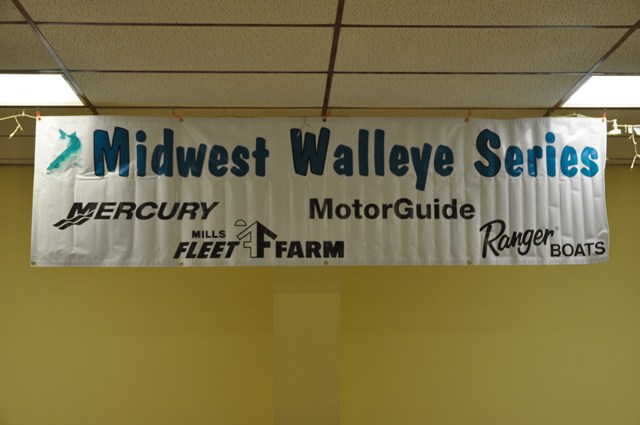 Midwest Walleye Series
MERCURY MotorGuide
MILLS FLEET FARM Ranger BOATS